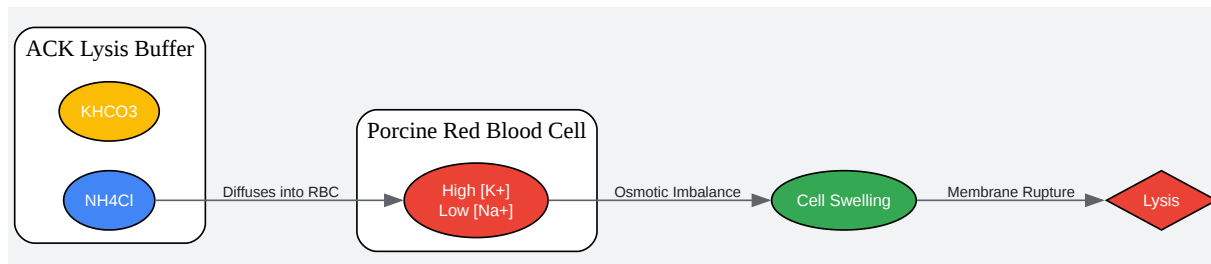 ACK Lysis Buffer
KHCO3
NH4Cl
Diffuses into RBC
Porcine Red Blood Cell
High [K+]
Low [Na+]
Osmotic Imbalance
Cell Swelling
Membrane Rupture
Lysis